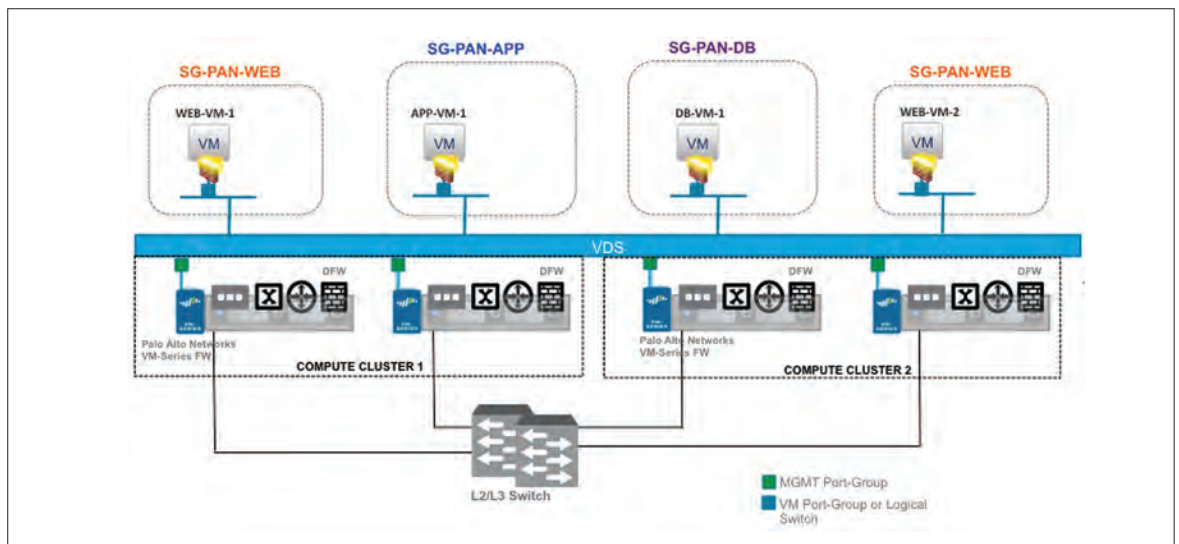 SG-PAN-WEB
SG-PAN-APP
SG-PAN-DB
SG-PAN-WEB
WEB-VM-1
APP-VM-1
DB-VM-1
WEB-VM-2
VM
VM
VM
VM
VDS
DFW
DFW
DFW
DFW
Palo Alto Networks
VM-Series FW
COMPUTE CLUSTER 1
Palo Alto Networks
VM-Series FW
COMPUTE CLUSTER 2
L2/L3 Switch
MGMT Port-Group
VM Port-Group or Logical
Switch